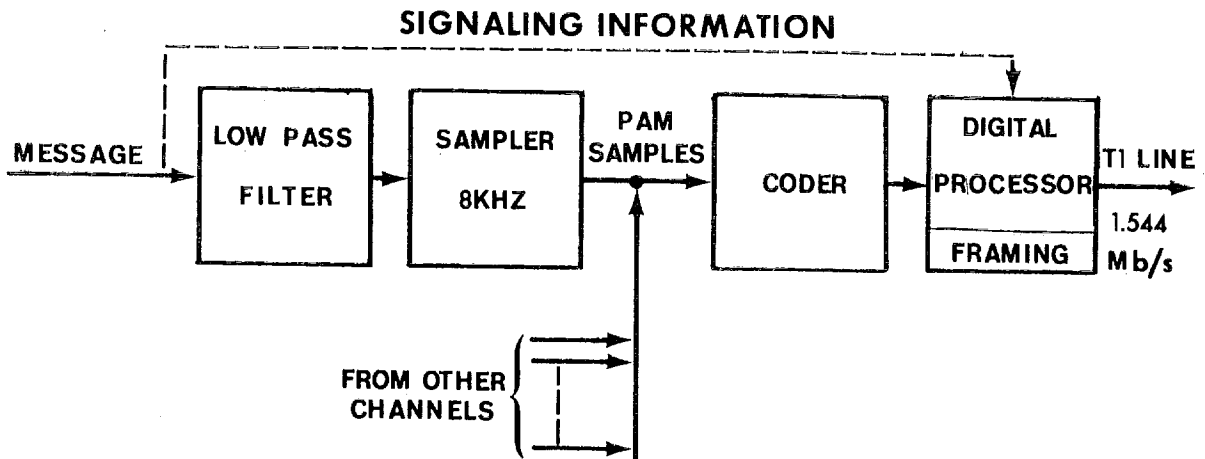 SIGNALING INFORMATION
MESSAGE
LOW PASS
FILTER
SAMPLER
8KHZ
PAM
SAMPLES
CODER
DIGITAL
PROCESSOR
FRAMING
T1 LINE
1.544
Mb/s
FROM OTHER
CHANNELS